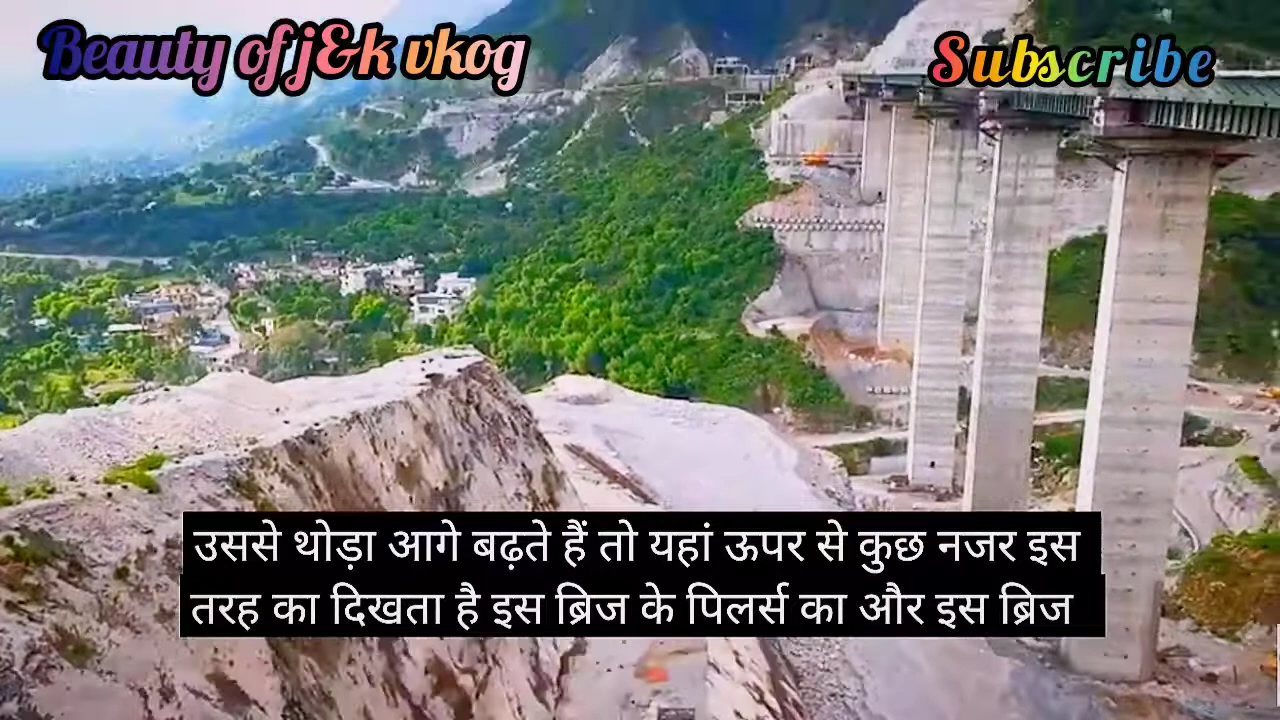 Beauty of j&k vkog
Subscribe
उससे थोड़ा आगे बढ़ते हैं तो यहां ऊपर से कुछ नजर इस
तरह का दिखता है इस ब्रिज के पिलर्स का और इस ब्रिज